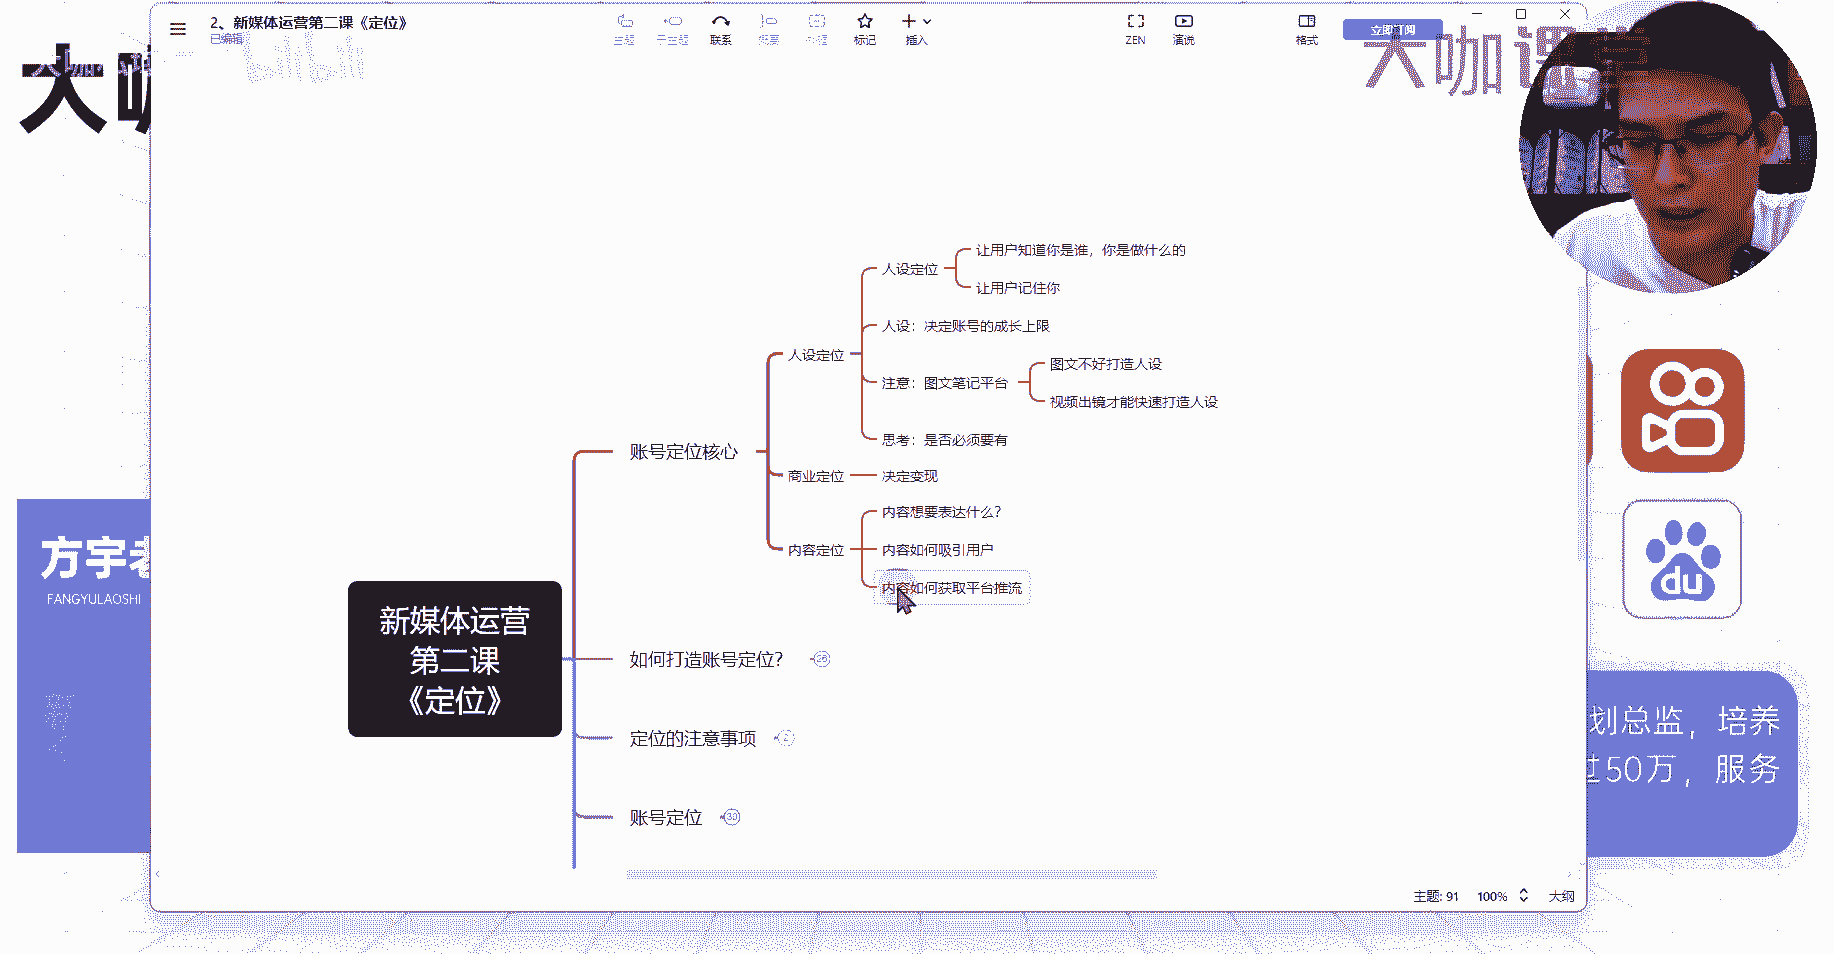 2、新媒体运营第二课《定位》
已编辑
主题
子主题
联系
概要
外框
标记
插入
ZEN
演说
格式
立即订阅
bilibili
大咖课堂
大咖
让用户知道你是谁，你是做什么的
人设定位
让用户记住你
人设：决定账号的成长上限
人设定位
图文不好打造人设
注意：图文笔记平台
视频出镜才能快速打造人设
思考：是否必须要有
账号定位核心
商业定位
决定变现
内容想要表达什么？
内容定位
内容如何吸引用户
内容如何获取平台推流
新媒体运营
第二课
《定位》
如何打造账号定位？
定位的注意事项
账号定位
30
方宇老
FANGYULAOSHI
du
划总监，培养
过50万，服务
主题: 91
100%
大纲